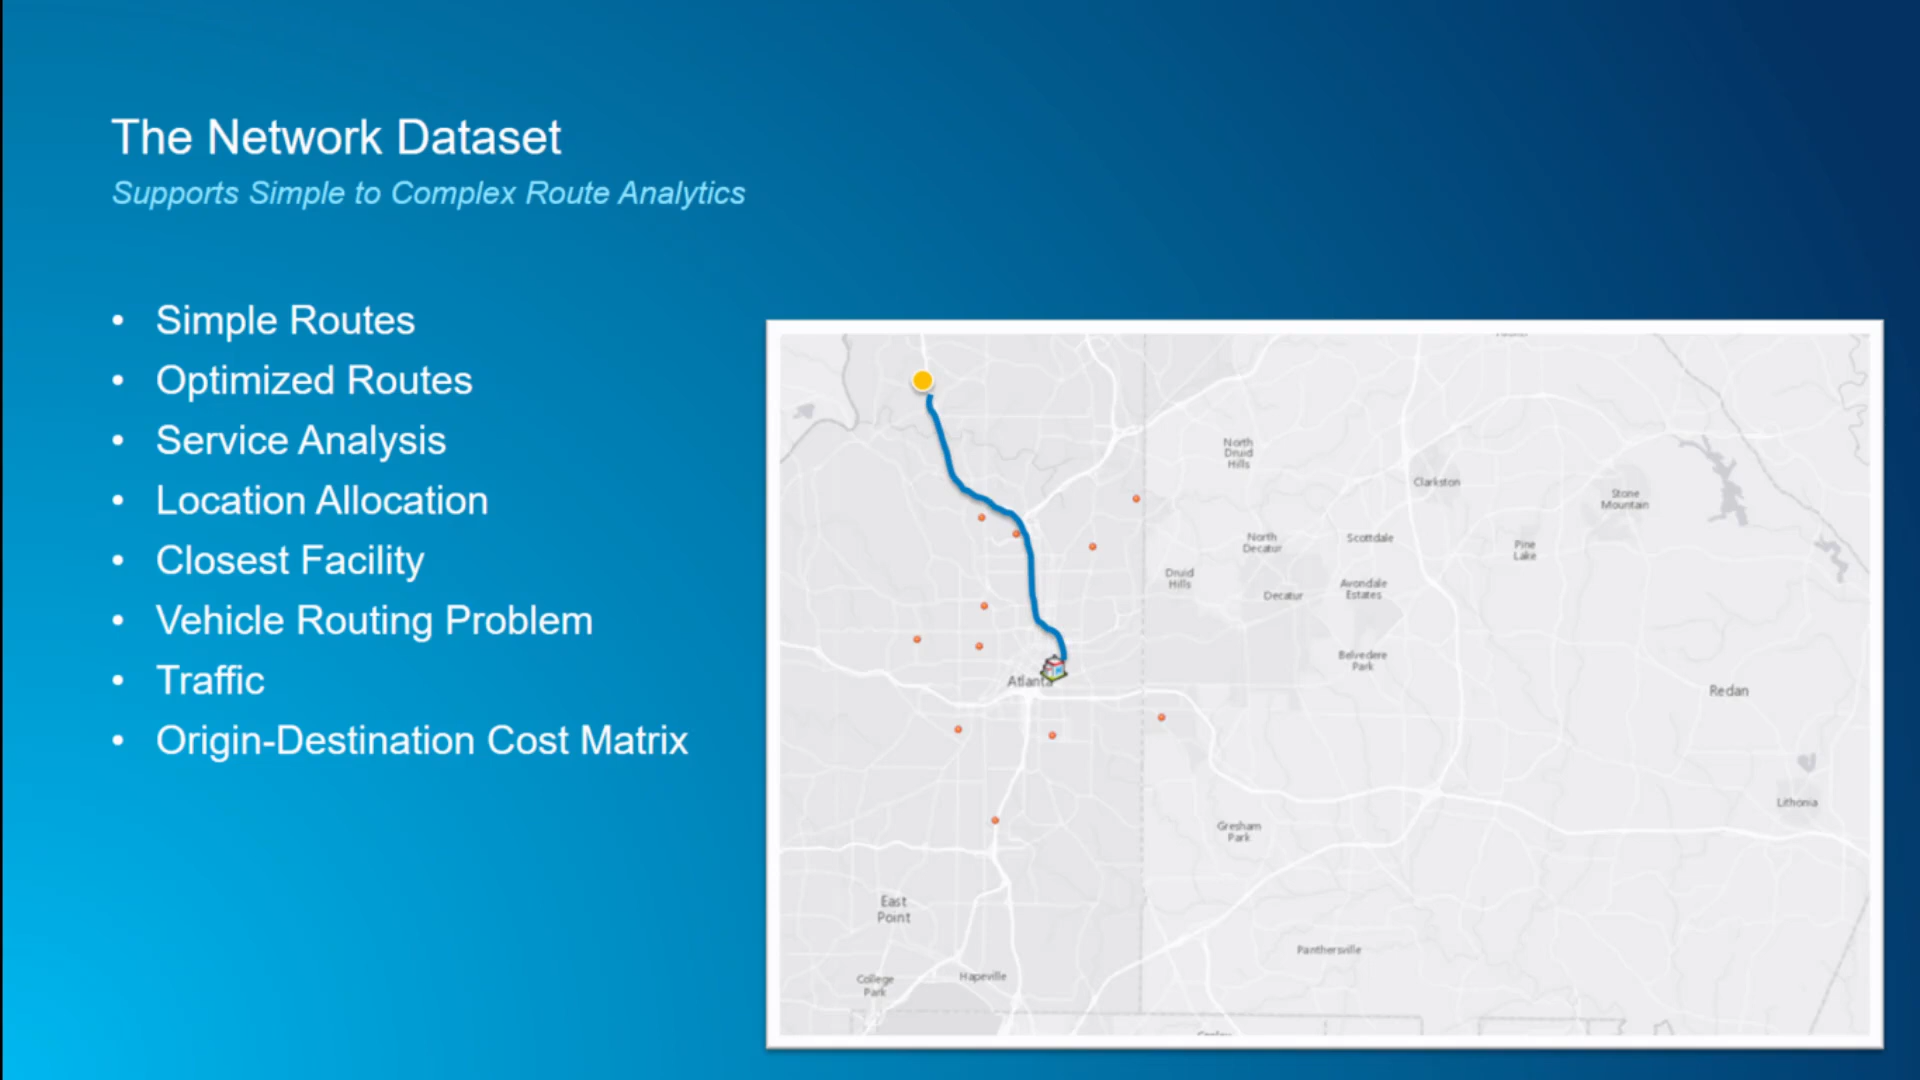 The Network Dataset
Supports Simple to Complex Route Analytics
• Simple Routes
• Optimized Routes
• Service Analysis
• Location Allocation
• Closest Facility
• Vehicle Routing Problem
• Traffic
• Origin-Destination Cost Matrix
North
Druid
Hills
Clarkston
Stone
Mountain
North
Decatur
Scottdale
Pine
Lake
Druid
Hills
Decatur
Avondale
Estates
Belvedere
Park
Atlanta
Redan
Lithonia
Gresham
Park
East
Point
Panthersville
College
Park
Hapeville